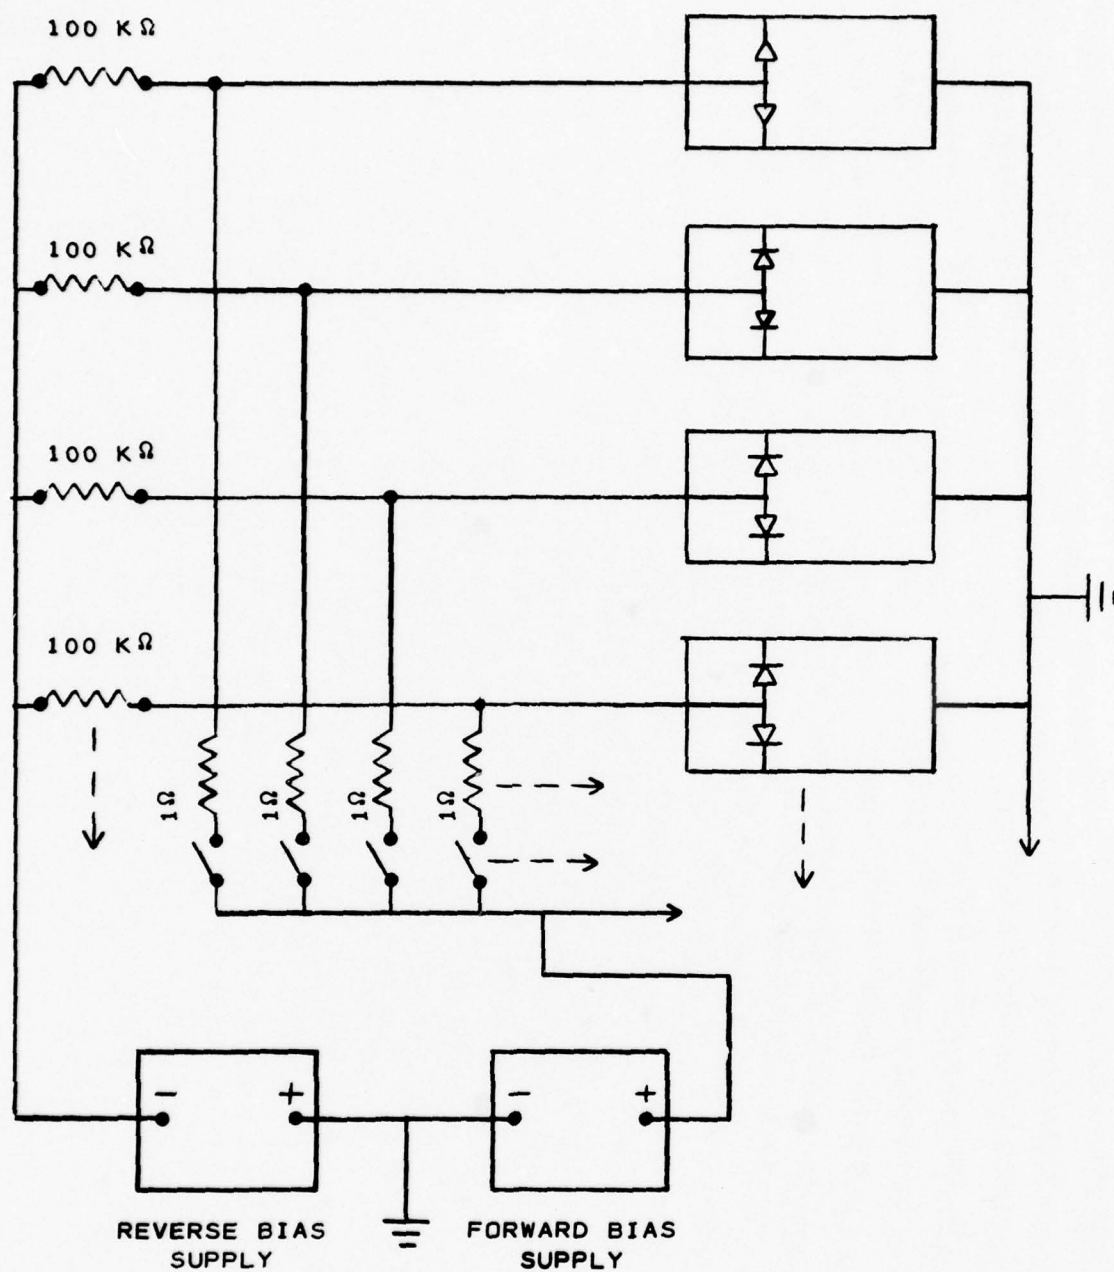 100 KΩ
100 KΩ
100 KΩ
100 KΩ
1Ω 1Ω 1Ω 1Ω
- + - +
REVERSE BIAS
SUPPLY
FORWARD BIAS
SUPPLY